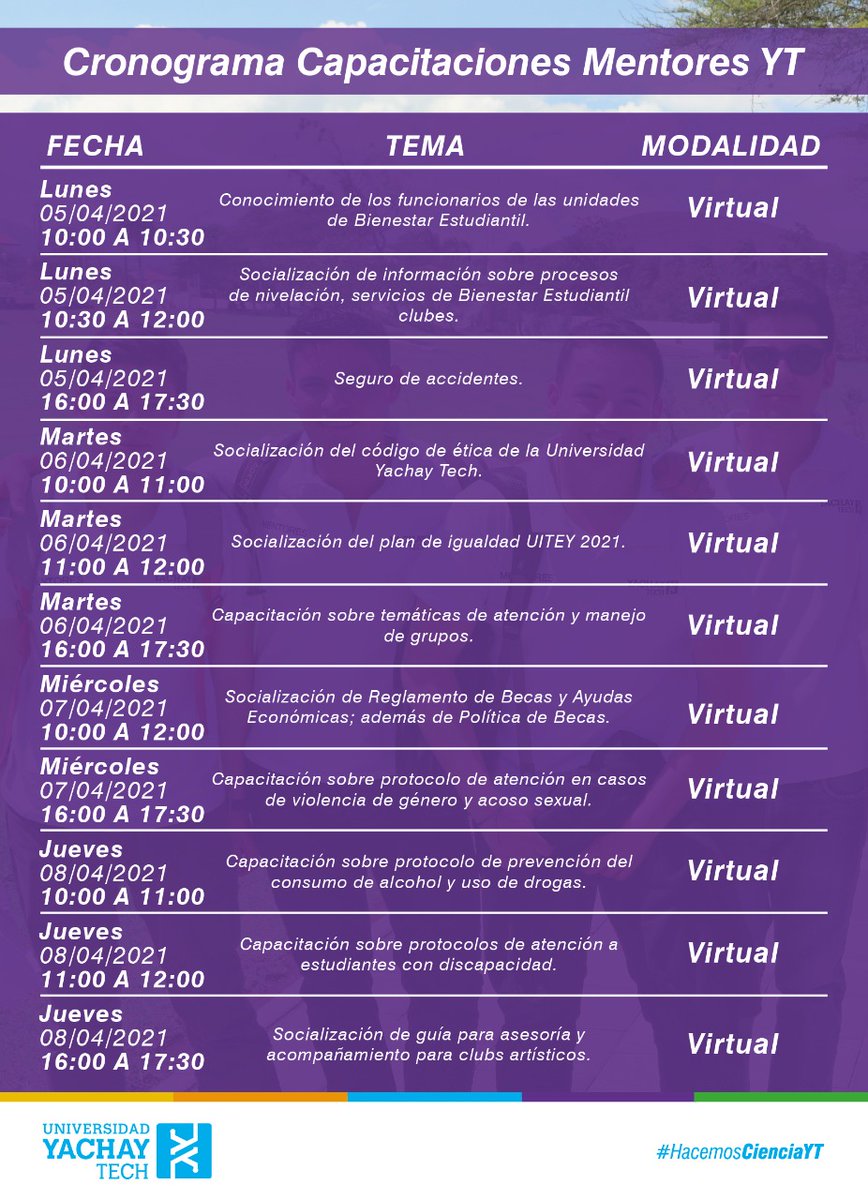 Cronograma Capacitaciones Mentores YT
FECHA TEMA MODALIDAD
Lunes
05/04/2021
10:00 A 10:30
Conocimiento de los funcionarios de las unidades
de Bienestar Estudiantil.
Virtual
Lunes
05/04/2021
10:30 A 12:00
Socialización de información sobre procesos
de nivelación, servicios de Bienestar Estudiantil
clubes.
Virtual
Lunes
05/04/2021
16:00 A 17:30
Seguro de accidentes.
Virtual
Martes
06/04/2021
10:00 A 11:00
Socialización del código de ética de la Universidad
Yachay Tech.
Virtual
Martes
06/04/2021
11:00 A 12:00
Socialización del plan de igualdad UITEY 2021.
Virtual
Martes
06/04/2021
16:00 A 17:30
Capacitación sobre temáticas de atención y manejo
de grupos.
Virtual
Miércoles
07/04/2021
10:00 A 12:00
Socialización de Reglamento de Becas y Ayudas
Económicas; además de Política de Becas.
Virtual
Miércoles
07/04/2021
16:00 A 17:30
Capacitación sobre protocolo de atención en casos
de violencia de género y acoso sexual.
Virtual
Jueves
08/04/2021
10:00 A 11:00
Capacitación sobre protocolo de prevención del
consumo de alcohol y uso de drogas.
Virtual
Jueves
08/04/2021
11:00 A 12:00
Capacitación sobre protocolos de atención a
estudiantes con discapacidad.
Virtual
Jueves
08/04/2021
16:00 A 17:30
Socialización de guía para asesoría y
acompañamiento para clubs artísticos.
Virtual
UNIVERSIDAD
YACHAY
TECH
#HacemosCienciaYT